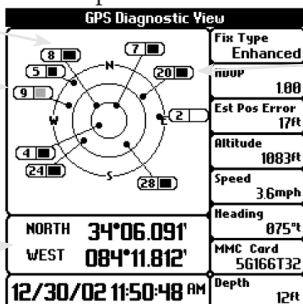 GPS Diagnostic View
8
7
5
N
20
9
W
E
2
4
24
S
28
Fix Type
Enhanced
HDOP
1.00
Est Pos Error
17ft
Altitude
1083ft
Speed
3.6mph
Heading
075°t
MMC Card
5G166T32
Depth
12ft
NORTH 34°06.091'
WEST 084°11.812'
12/30/02 11:50:48 AM